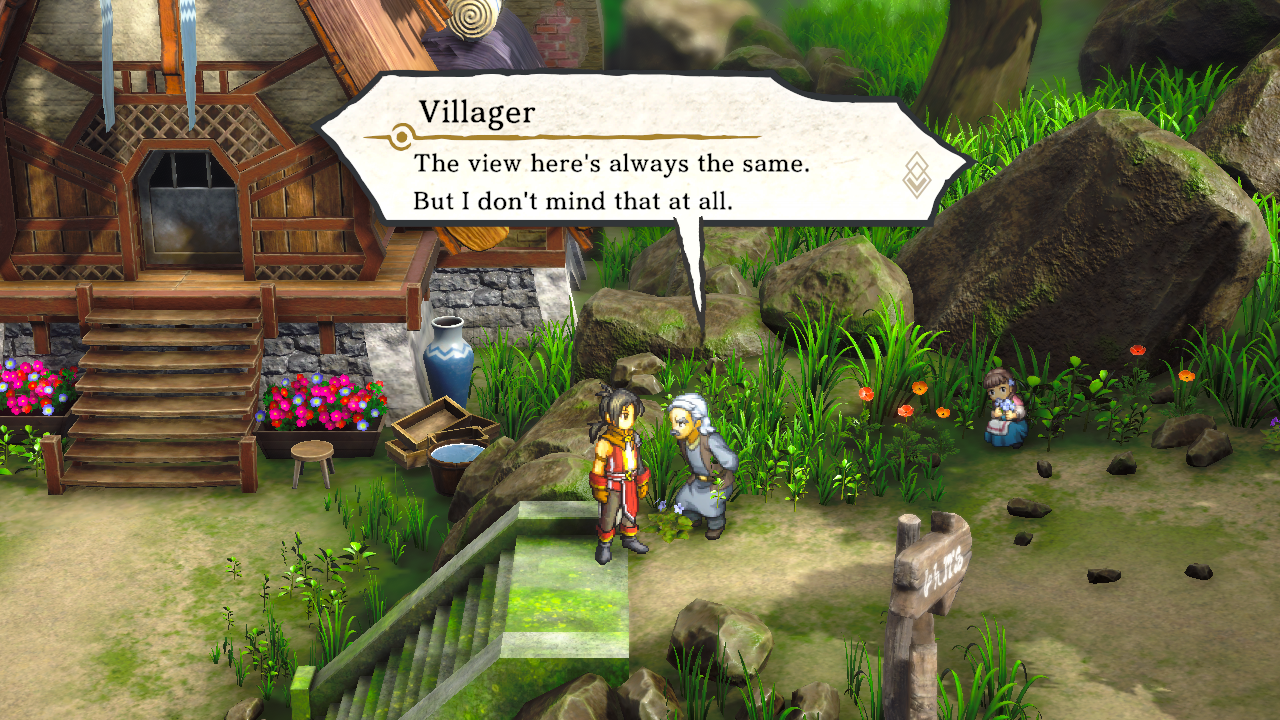 Villager
The view here's always the same.
But I don't mind that at all.